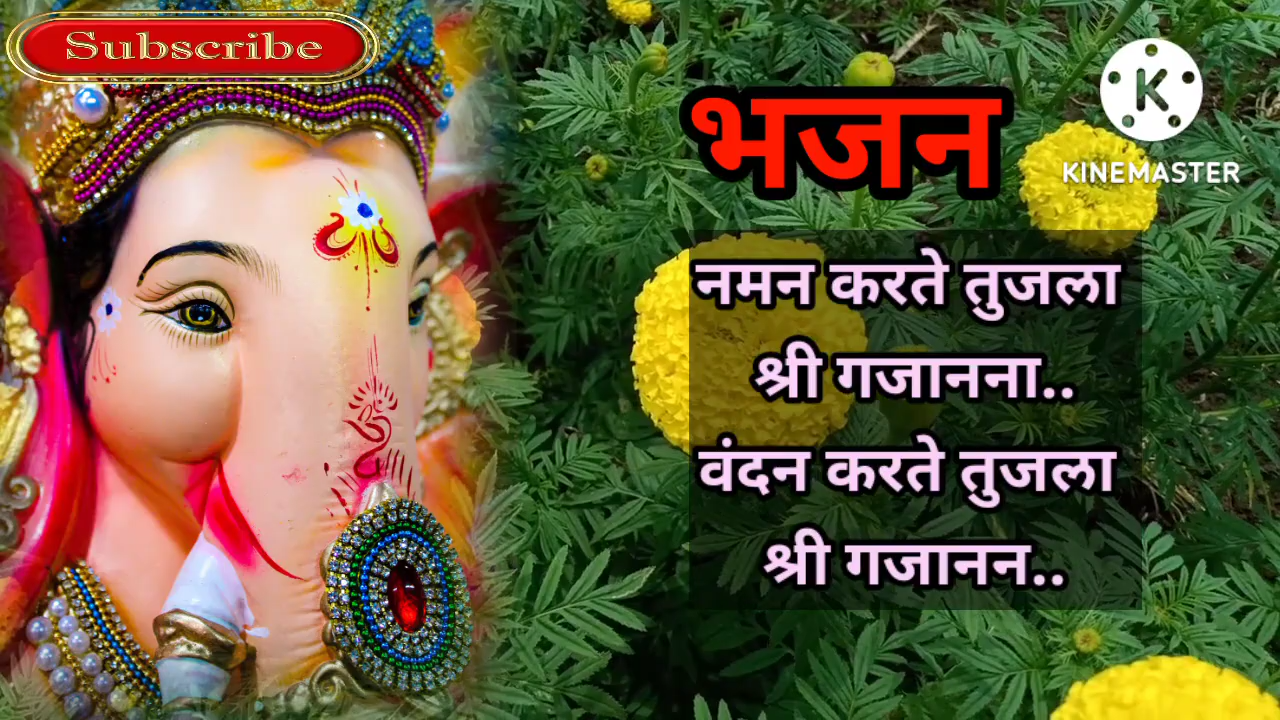 Subscribe
भजन
K
KINEMASTER
नमन करते तुजला
श्री गजानना..
वंदन करते तुजला
श्री गजानन..